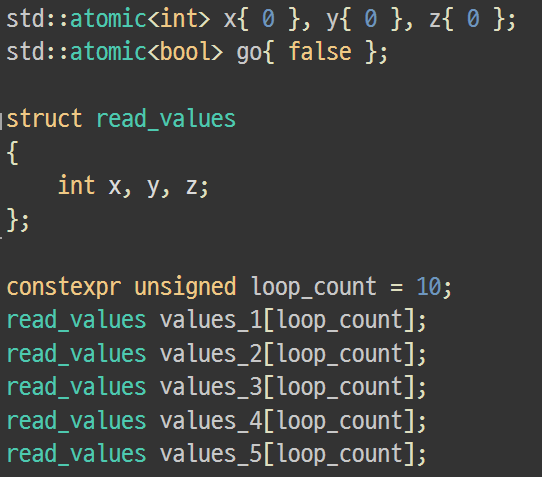 std::atomic<int> x{ 0 }, y{ 0 }, z{ 0 };
std::atomic<bool> go{ false };
struct read_values
{
    int x, y, z;
};
constexpr unsigned loop_count = 10;
read_values values_1[loop_count];
read_values values_2[loop_count];
read_values values_3[loop_count];
read_values values_4[loop_count];
read_values values_5[loop_count];